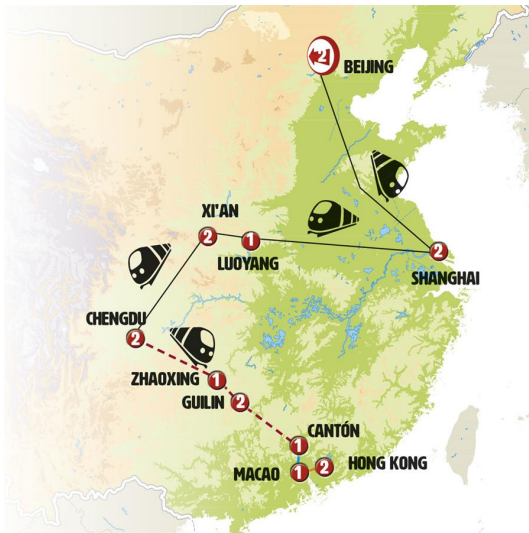 2
BEIJING
XI'AN
2
1
LUOYANG
2
SHANGHAI
CHENGDU
2
ZHAOXING
1
GUILIN
2
1
CANTÓN
MACAO
1
2
HONG KONG